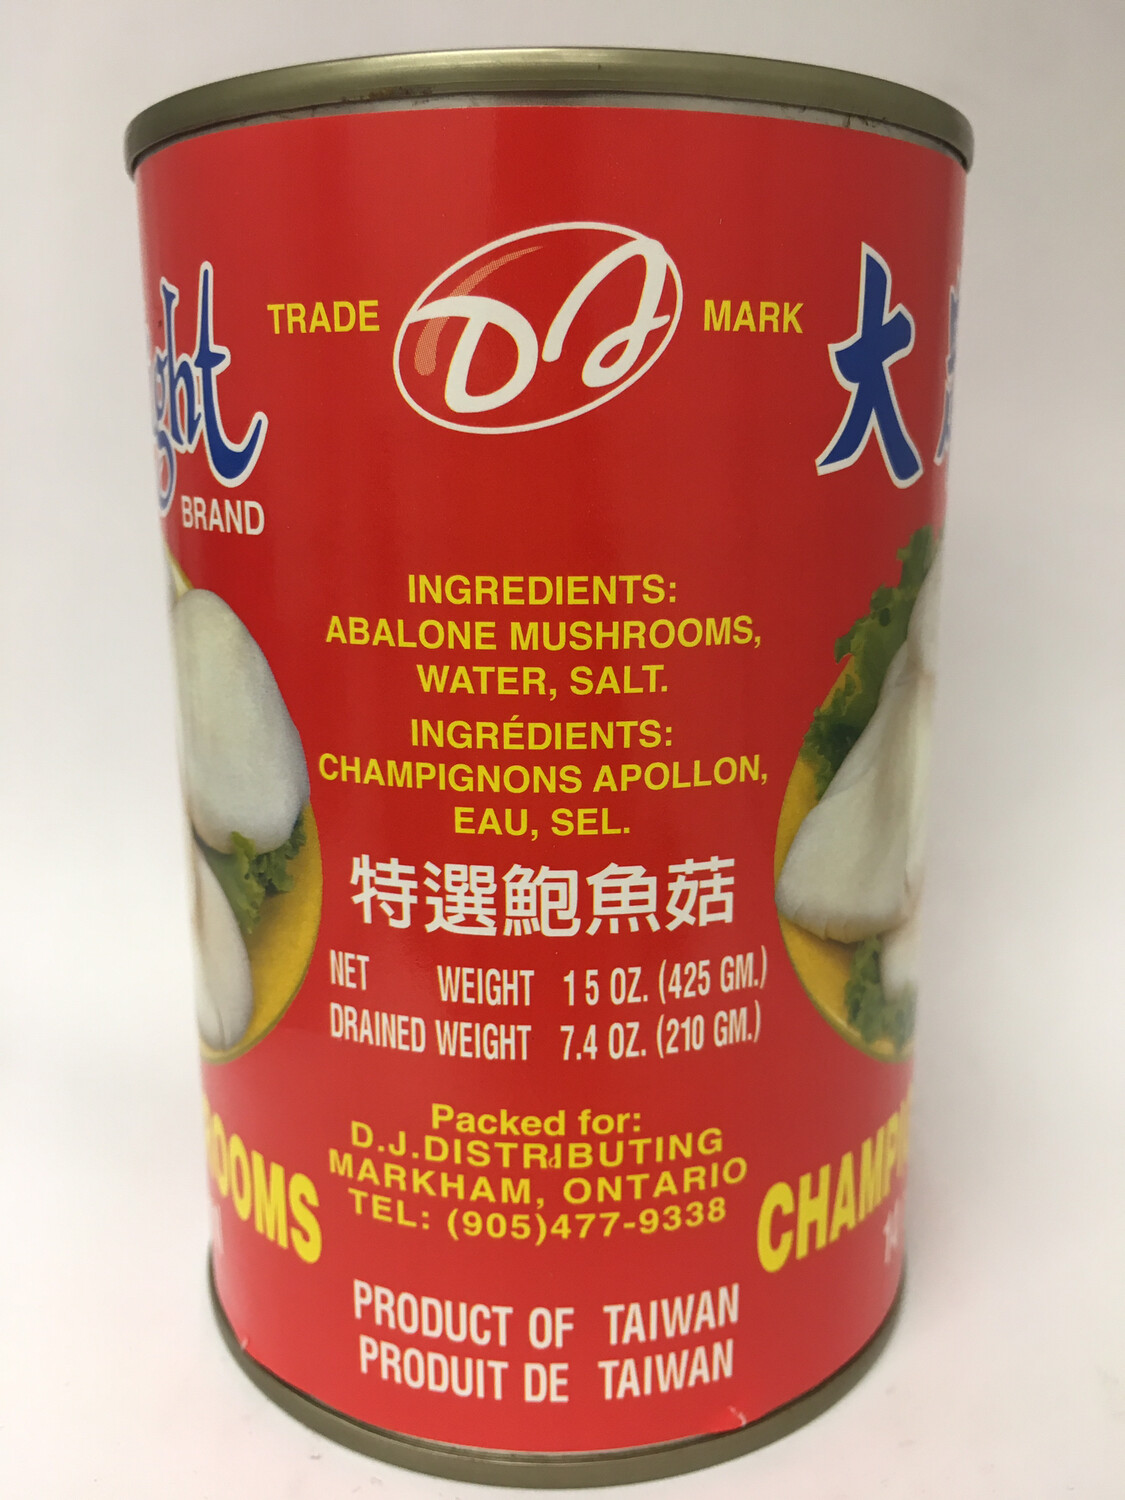 TRADE DJ MARK
ght
BRAND
大
INGREDIENTS:
ABALONE MUSHROOMS,
WATER, SALT.
INGRÉDIENTS:
CHAMPIGNONS APOLLON,
EAU, SEL.
特選鮑魚菇
NET WEIGHT 15 OZ. (425 GM.)
DRAINED WEIGHT 7.4 OZ. (210 GM.)
Packed for:
D.J.DISTRIBUTING
MARKHAM, ONTARIO
TEL: (905)477-9338
OOMS
CHAMP
PRODUCT OF TAIWAN
PRODUIT DE TAIWAN